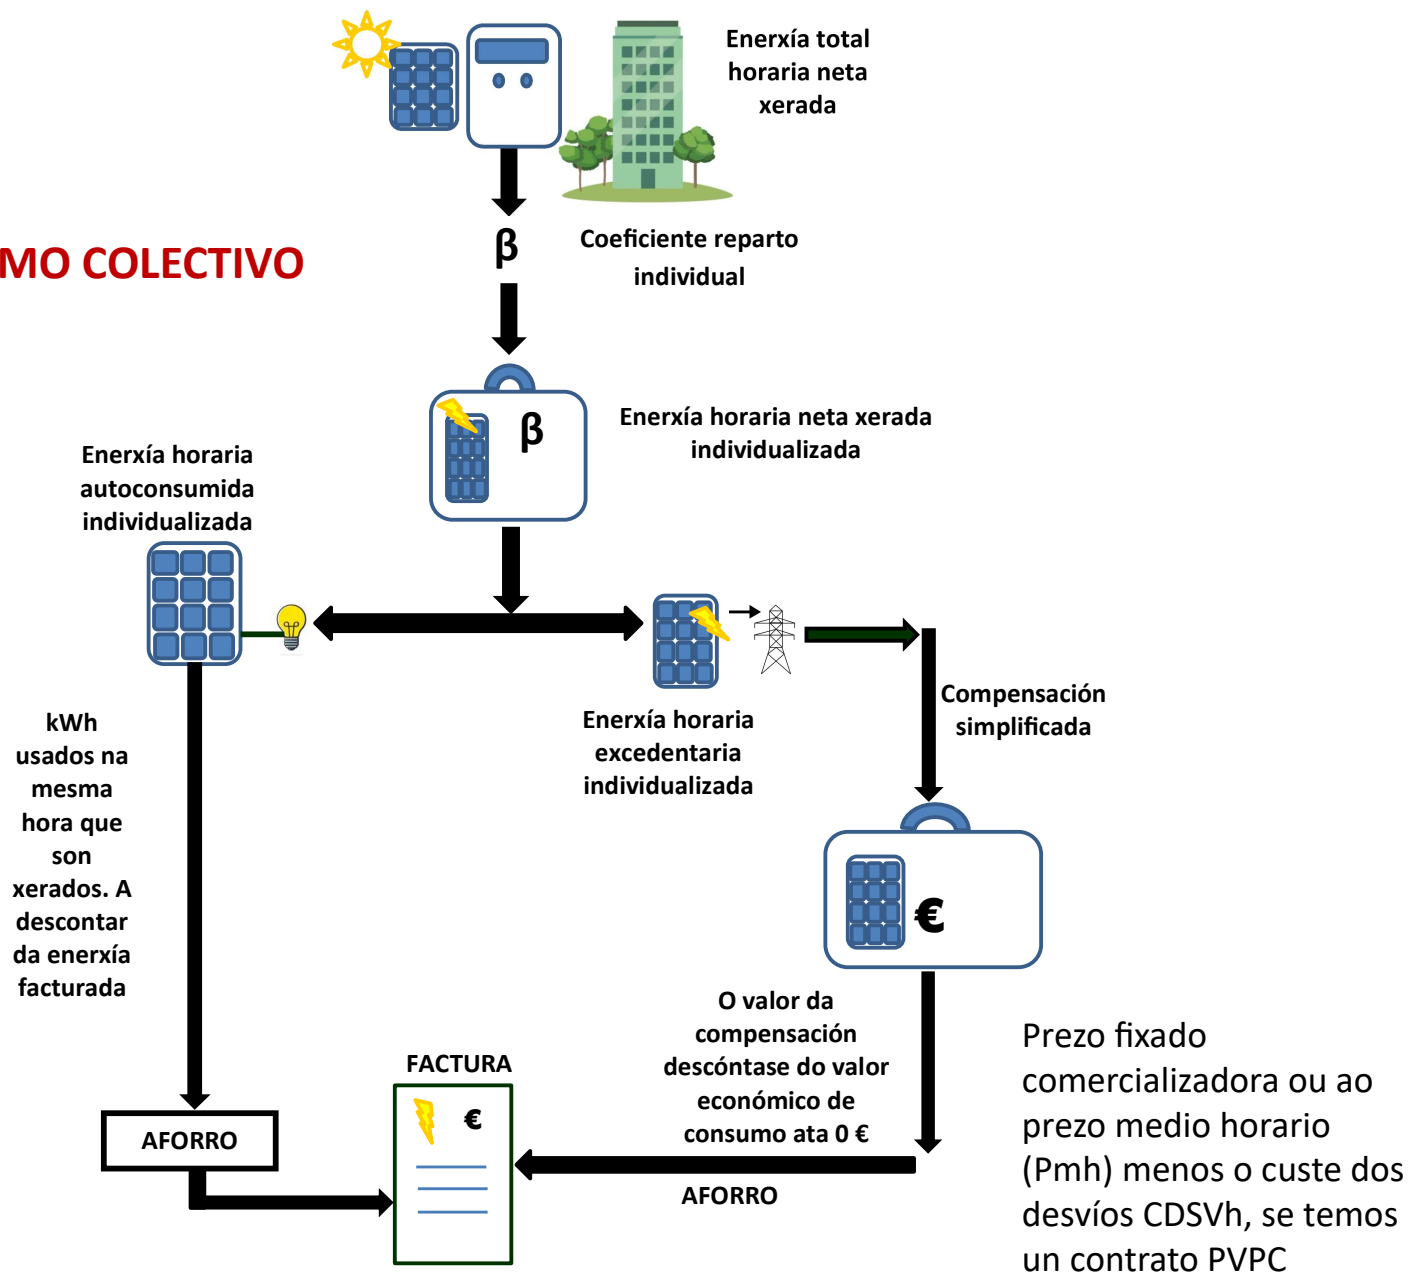 Enerxía total
horaria neta
xerada
MO COLECTIVO
β
Coeficiente reparto
individual
β
Enerxía horaria neta xerada
individualizada
Enerxía horaria
autoconsumida
individualizada
kWh
usados na
mesma
hora que
son
xerados. A
descontar
da enerxía
facturada
Enerxía horaria
excedentaria
individualizada
Compensación
simplificada
€
O valor da
compensación
descóntase do valor
económico de
consumo ata 0 €
AFORRO
FACTURA
€
AFORRO
Prezo fixado
comercializadora ou ao
prezo medio horario
(Pmh) menos o custe dos
desvíos CDSVh, se temos
un contrato PVPC